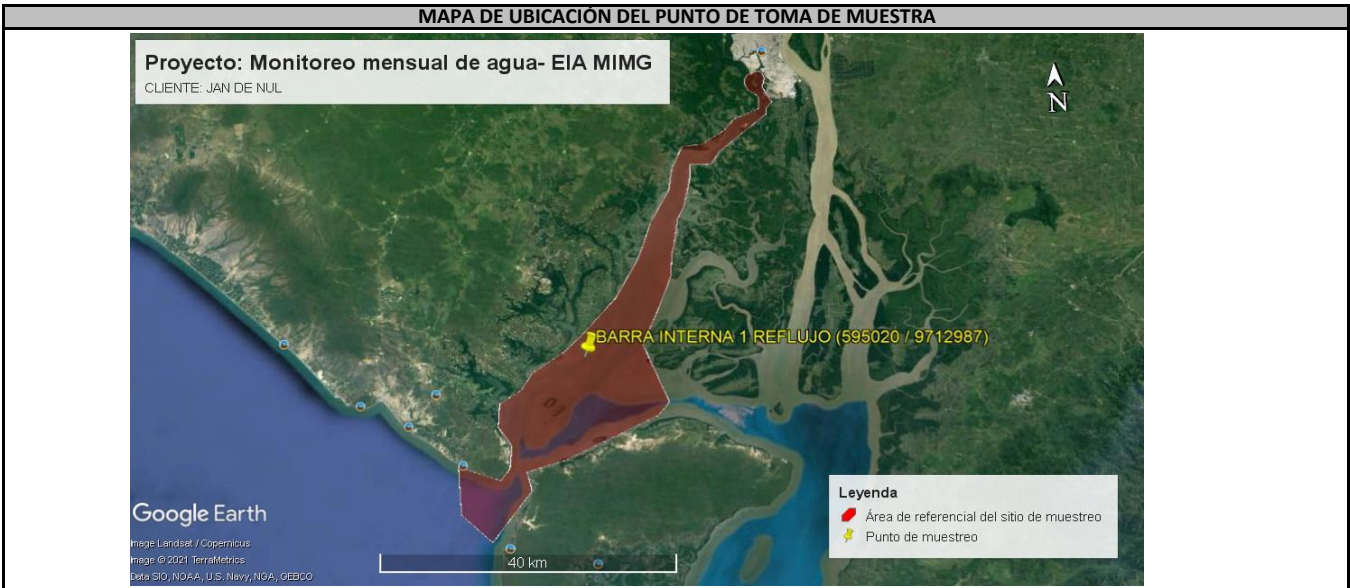 MAPA DE UBICACIÓN DEL PUNTO DE TOMA DE MUESTRA
Proyecto: Monitoreo mensual de agua- EIA MIMG
CLIENTE: JAN DE NUL
N
BARRA INTERNA 1 REFLUJO (595020 / 9712987)
Leyenda
Área de referencial del sitio de muestreo
Punto de muestreo
Google Earth
Image Landsat / Copernicus
Image © 2021 TerraMetrics
Data SIO, NOAA, U.S. Navy, NGA, GEBCO
40 km